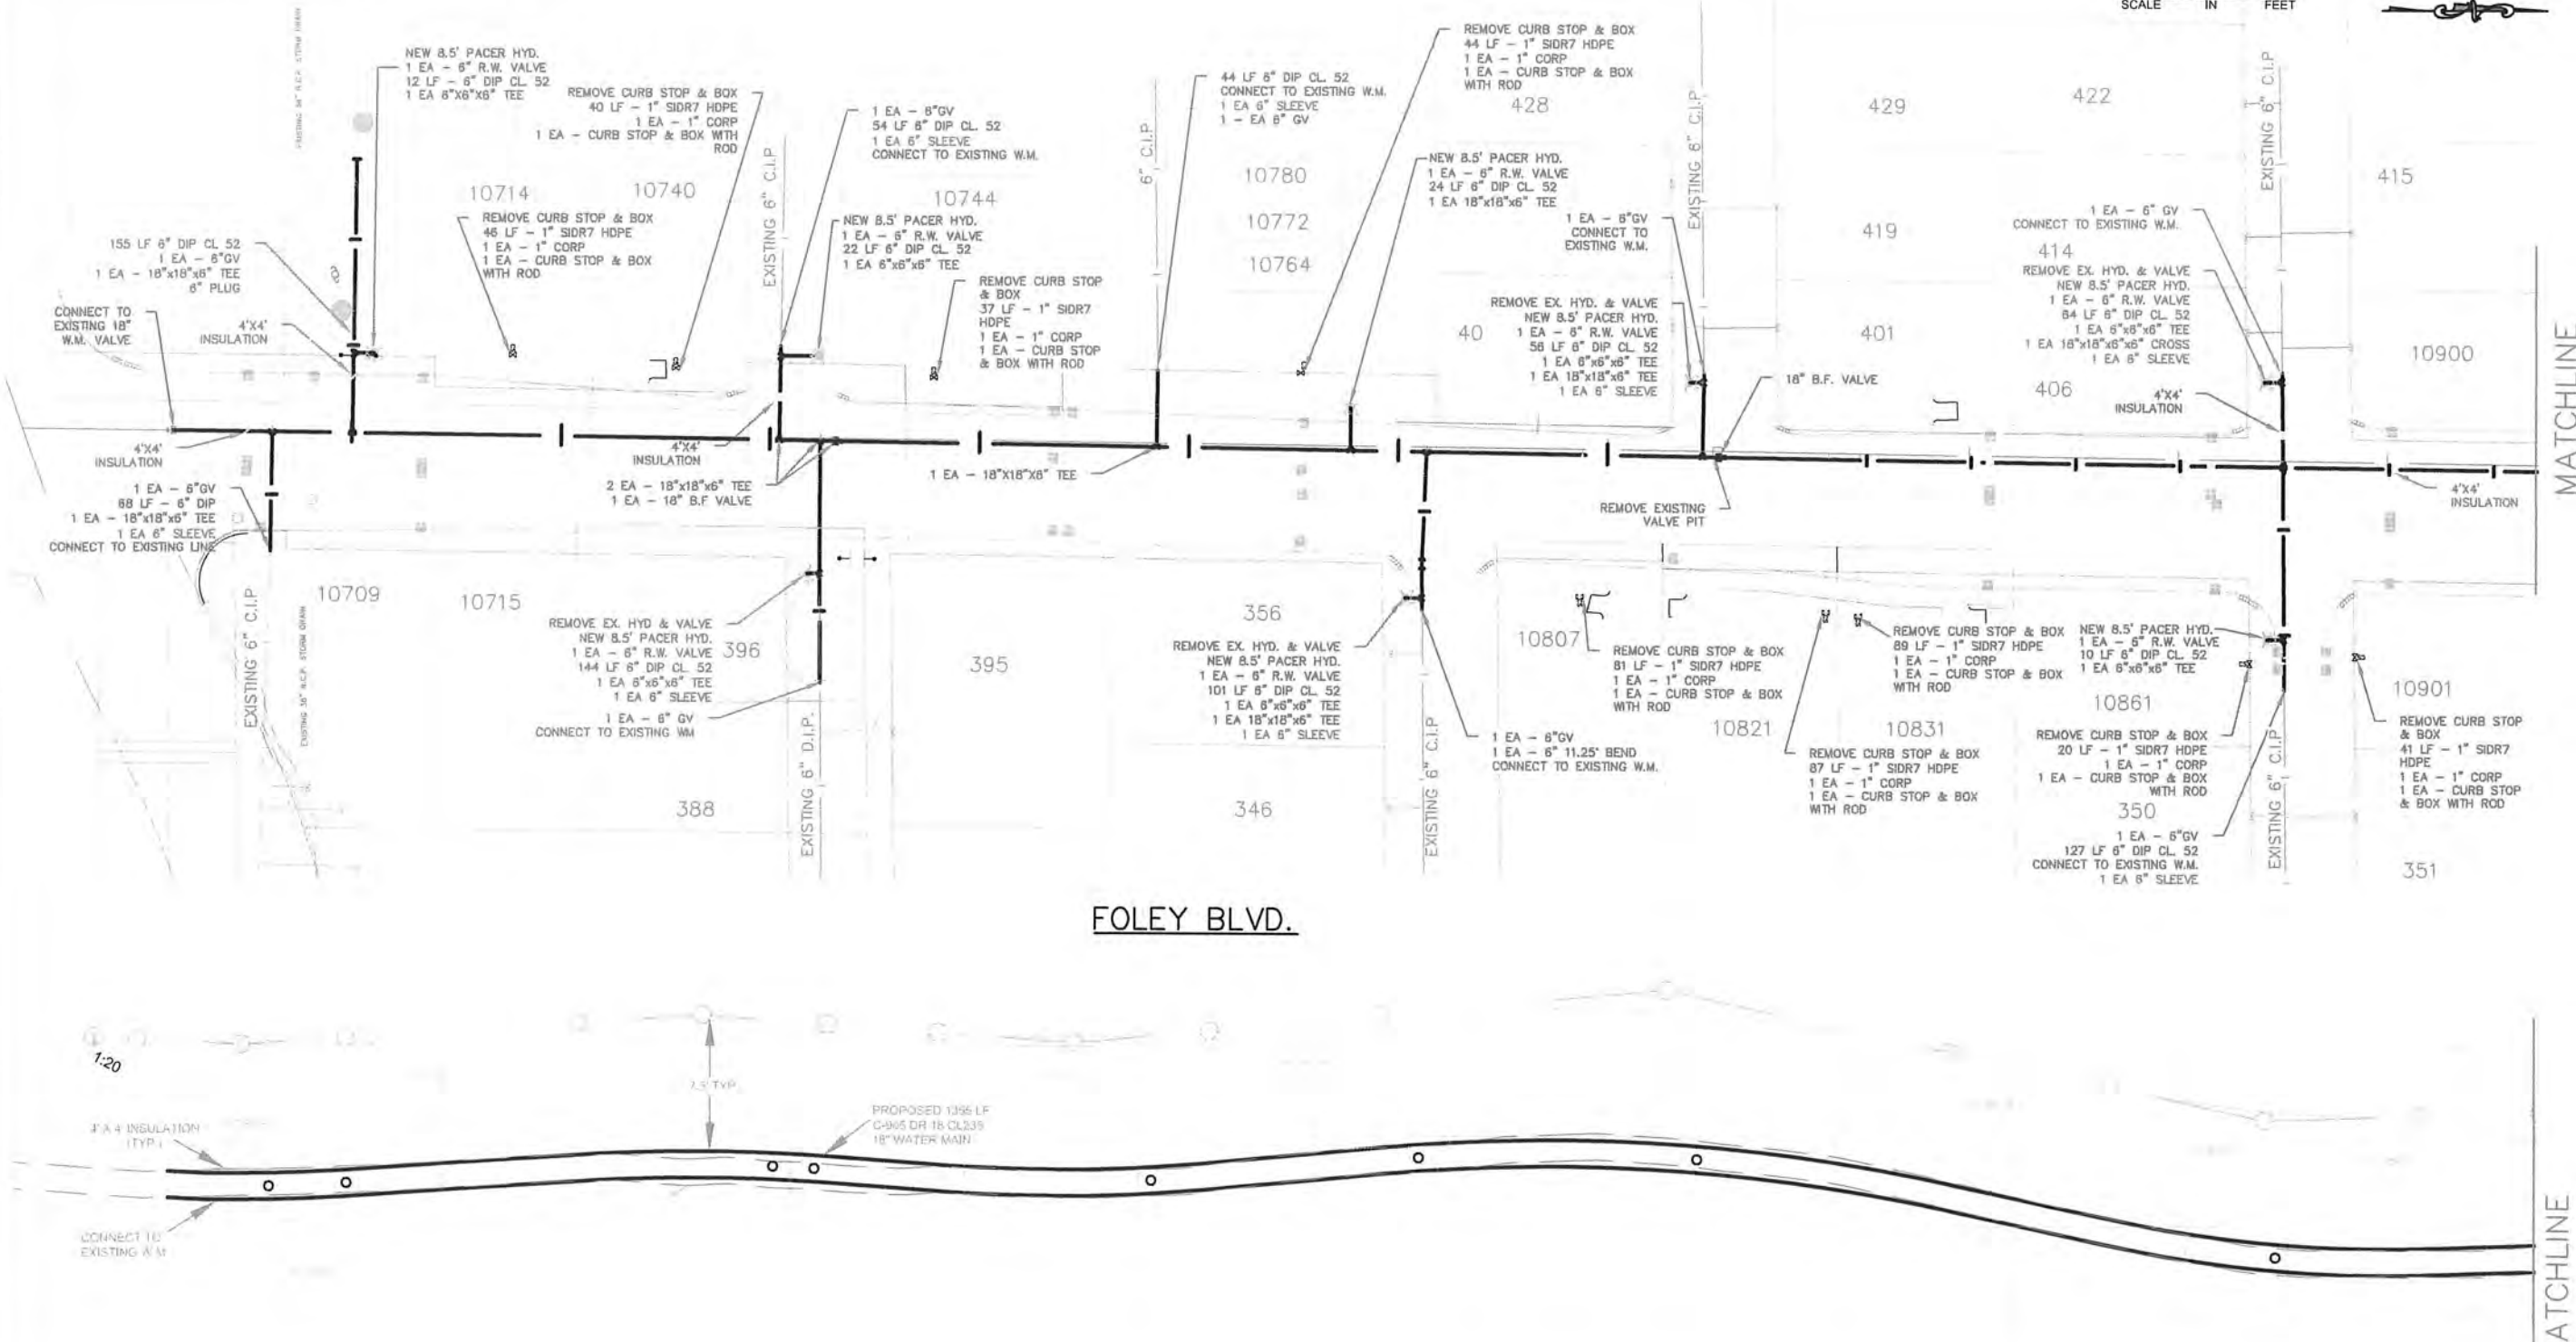 SCALE IN FEET
NEW 8.5' PACER HYD.
1 EA - 6" R.W. VALVE
12 LF - 6" DIP CL 52
1 EA 6"X6"X6" TEE
REMOVE CURB STOP & BOX
40 LF - 1" SIDR7 HDPE
1 EA - 1" CORP
1 EA - CURB STOP & BOX WITH
ROD
1 EA - 6"GV
54 LF 6" DIP CL. 52
1 EA 6" SLEEVE
CONNECT TO EXISTING W.M.
44 LF 6" DIP CL. 52
CONNECT TO EXISTING W.M.
1 EA 6" SLEEVE
1 - EA 6" GV
REMOVE CURB STOP & BOX
44 LF - 1" SIDR7 HDPE
1 EA - 1" CORP
1 EA - CURB STOP & BOX
WITH ROD
428
429
422
415
10714
10740
10744
10780
10772
10764
419
414
401
406
10900
40
EXISTING 6" C.I.P
6" C.I.P
EXISTING 6" C.I.P
EXISTING 6" C.I.P
155 LF 6" DIP CL 52
1 EA - 6"GV
1 EA - 18"x18"x6" TEE
6" PLUG
CONNECT TO
EXISTING 18"
W.M. VALVE
4'X4'
INSULATION
REMOVE CURB STOP & BOX
46 LF - 1" SIDR7 HDPE
1 EA - 1" CORP
1 EA - CURB STOP & BOX
WITH ROD
NEW 8.5' PACER HYD.
1 EA - 6" R.W. VALVE
22 LF 6" DIP CL. 52
1 EA 6"x6"x6" TEE
REMOVE CURB STOP
& BOX
37 LF - 1" SIDR7
HDPE
1 EA - 1" CORP
1 EA - CURB STOP
& BOX WITH ROD
NEW 8.5' PACER HYD.
1 EA - 6" R.W. VALVE
24 LF 6" DIP CL. 52
1 EA 18"x18"x6" TEE
1 EA - 6"GV
CONNECT TO
EXISTING W.M.
REMOVE EX. HYD. & VALVE
NEW 8.5' PACER HYD.
1 EA - 6" R.W. VALVE
56 LF 6" DIP CL. 52
1 EA 6"x6"x6" TEE
1 EA 18"x18"x6" TEE
1 EA 6" SLEEVE
1 EA - 6" GV
CONNECT TO EXISTING W.M.
REMOVE EX. HYD. & VALVE
NEW 8.5' PACER HYD.
1 EA - 6" R.W. VALVE
64 LF 6" DIP CL. 52
1 EA 6"x6"x6" TEE
1 EA 18"x18"x6"x6" CROSS
1 EA 6" SLEEVE
18" B.F. VALVE
4'X4'
INSULATION
MATCHLINE
4'X4'
INSULATION
4'X4'
INSULATION
2 EA - 18"x18"x6" TEE
1 EA - 18" B.F VALVE
1 EA - 18"X18"X6" TEE
REMOVE EXISTING
VALVE PIT
4'X4'
INSULATION
1 EA - 6"GV
68 LF - 6" DIP
1 EA - 18"x18"x6" TEE
1 EA 6" SLEEVE
CONNECT TO EXISTING LINE
EXISTING 6" C.I.P
10709
10715
REMOVE EX. HYD & VALVE
NEW 8.5' PACER HYD.
1 EA - 6" R.W. VALVE
144 LF 6" DIP CL. 52
1 EA 6"x6"x6" TEE
1 EA 6" SLEEVE
1 EA - 6" GV
CONNECT TO EXISTING WM
396
388
EXISTING 6" D.I.P.
395
356
346
REMOVE EX. HYD. & VALVE
NEW 8.5' PACER HYD.
1 EA - 6" R.W. VALVE
101 LF 6" DIP CL. 52
1 EA 6"x6"x6" TEE
1 EA 18"x18"x6" TEE
1 EA 6" SLEEVE
EXISTING 6" C.I.P
1 EA - 6"GV
1 EA - 6" 11.25° BEND
CONNECT TO EXISTING W.M.
10807
REMOVE CURB STOP & BOX
81 LF - 1" SIDR7 HDPE
1 EA - 1" CORP
1 EA - CURB STOP & BOX
WITH ROD
10821
REMOVE CURB STOP & BOX
87 LF - 1" SIDR7 HDPE
1 EA - 1" CORP
1 EA - CURB STOP & BOX
WITH ROD
REMOVE CURB STOP & BOX
89 LF - 1" SIDR7 HDPE
1 EA - 1" CORP
1 EA - CURB STOP & BOX
WITH ROD
10831
NEW 8.5' PACER HYD.
1 EA - 6" R.W. VALVE
10 LF 6" DIP CL. 52
1 EA 6"x6"x6" TEE
10861
REMOVE CURB STOP & BOX
20 LF - 1" SIDR7 HDPE
1 EA - 1" CORP
1 EA - CURB STOP & BOX
WITH ROD
350
1 EA - 6"GV
127 LF 6" DIP CL. 52
CONNECT TO EXISTING W.M.
1 EA 6" SLEEVE
EXISTING 6" C.I.P
10901
REMOVE CURB STOP
& BOX
41 LF - 1" SIDR7
HDPE
1 EA - 1" CORP
1 EA - CURB STOP
& BOX WITH ROD
351
FOLEY BLVD.
1:20
7.5' TYP.
4' X 4' INSULATION
(TYP.)
PROPOSED 1355 LF
C-905 DR 18 CL235
18" WATER MAIN
CONNECT TO
EXISTING W.M
ATCHLINE